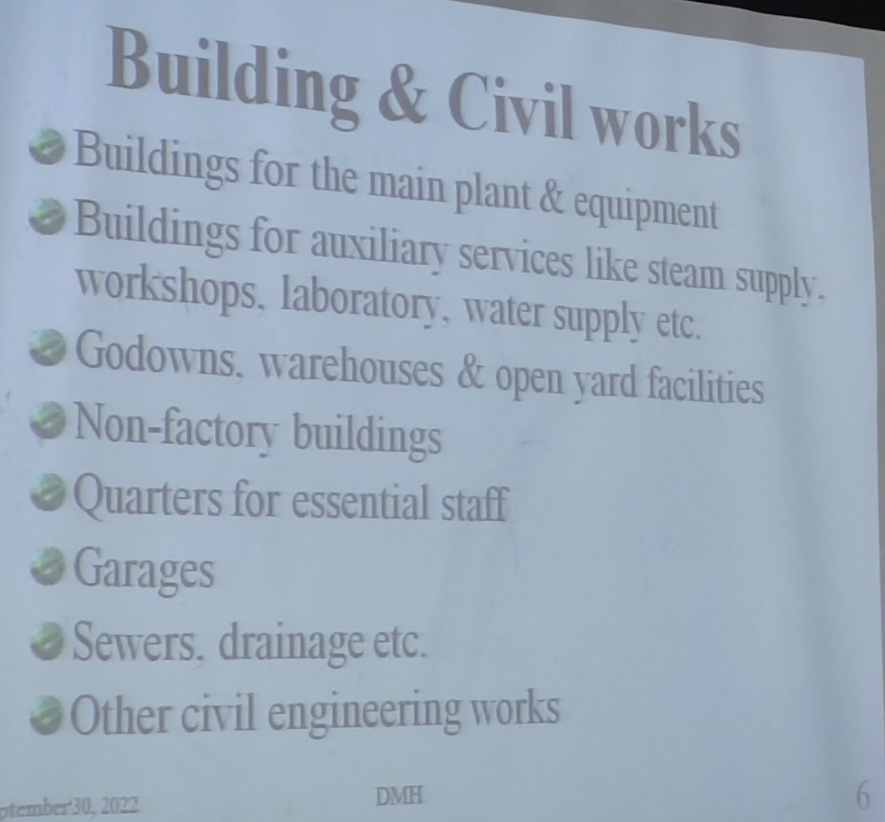 Building & Civil works
Buildings for the main plant & equipment
Buildings for auxiliary services like steam supply,
workshops, laboratory, water supply etc.
Godowns, warehouses & open yard facilities
Non-factory buildings
Quarters for essential staff
Garages
Sewers, drainage etc.
Other civil engineering works
ptember 30, 2022
DMH
6